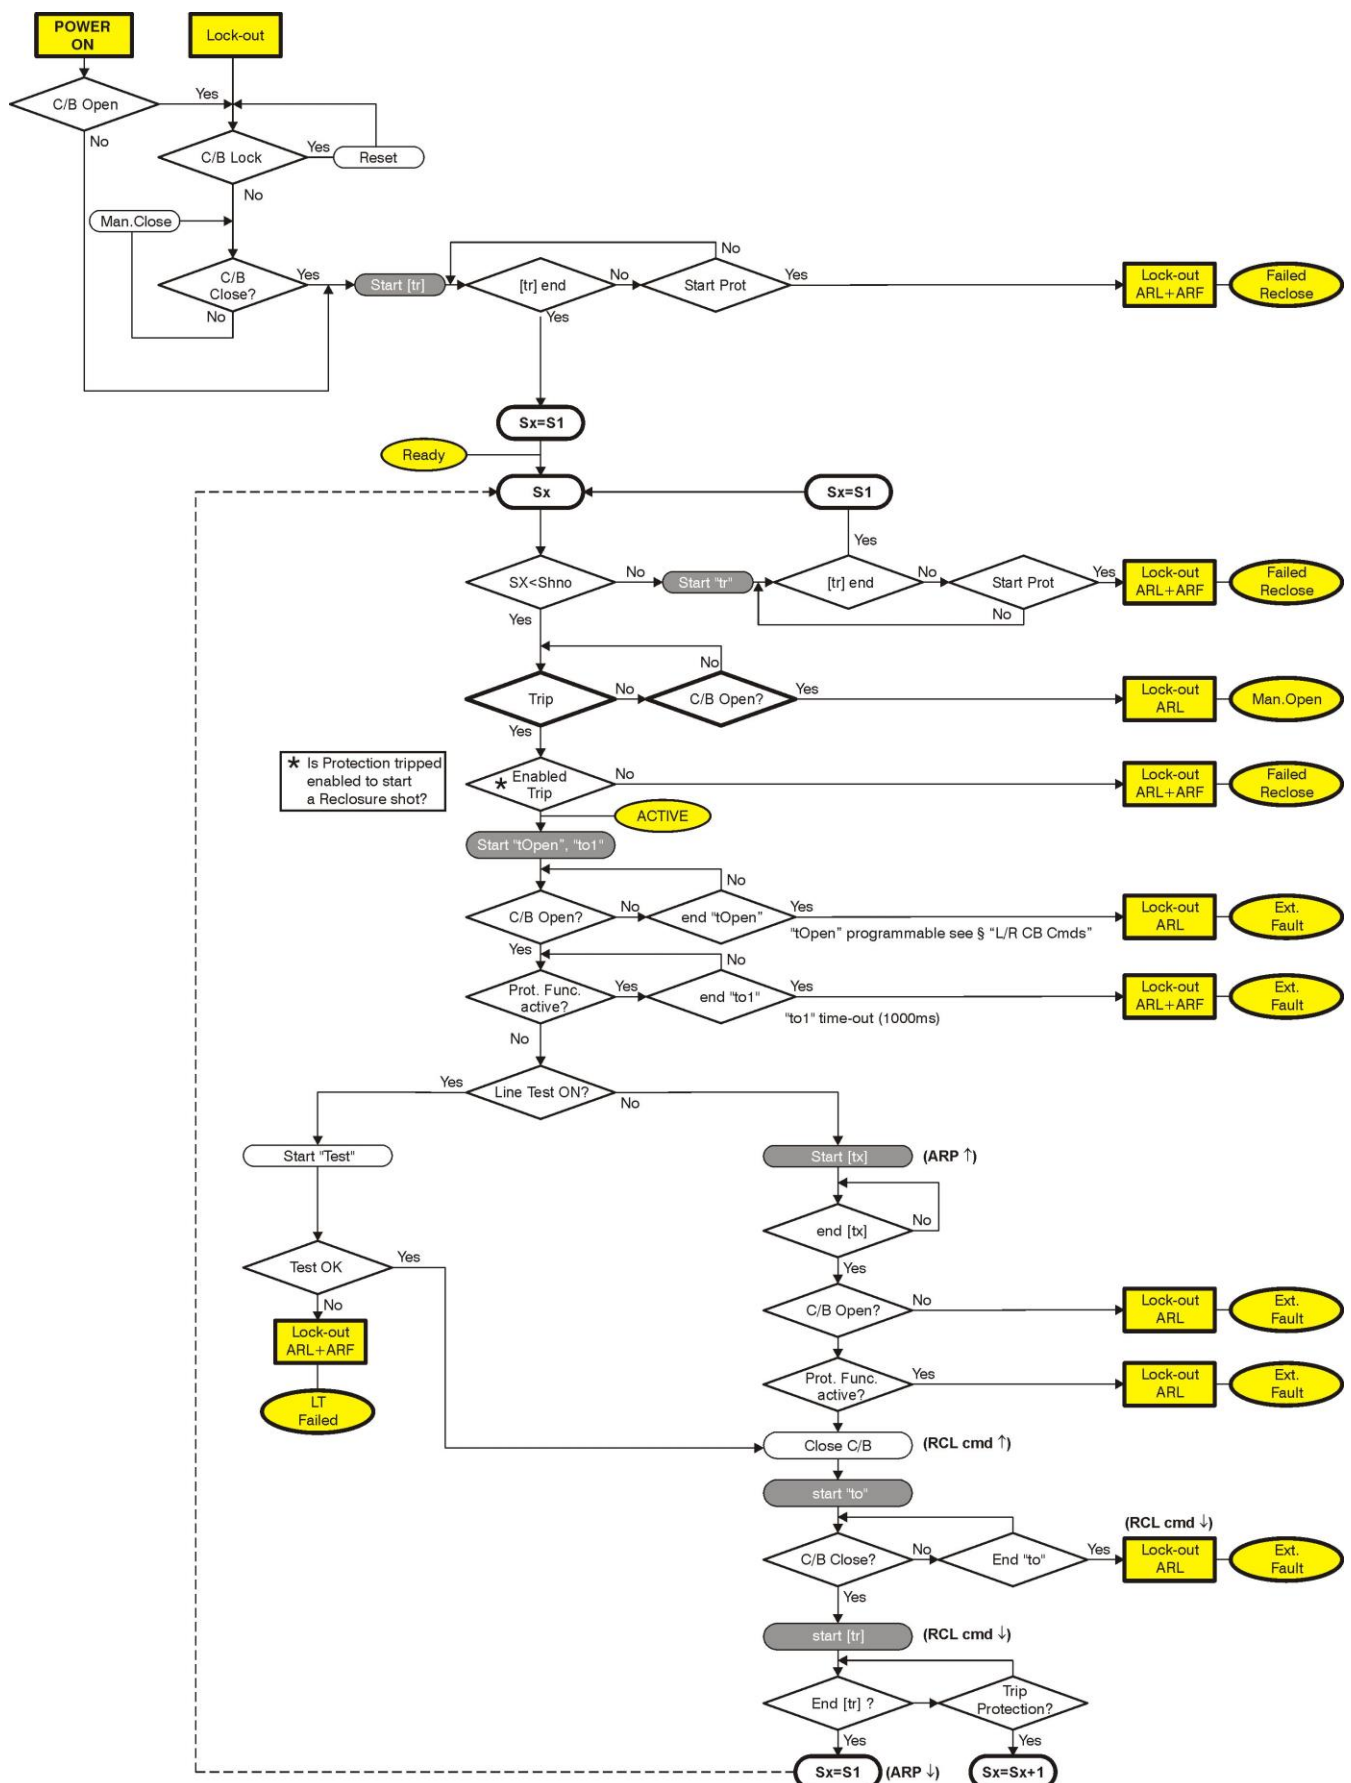 POWER
ON
Lock-out
C/B Open
Yes
No
C/B Lock
Yes
Reset
No
Man.Close
C/B
Close?
Yes
No
Start [tr]
[tr] end
No
Yes
Start Prot
No
Yes
Lock-out
ARL+ARF
Failed
Reclose
Sx=S1
Ready
Sx
Sx=S1
Yes
SX<Shno
No
Yes
Start "tr"
[tr] end
No
Start Prot
Yes
No
Lock-out
ARL+ARF
Failed
Reclose
Trip
No
Yes
No
C/B Open?
Yes
Lock-out
ARL
Man.Open
* Is Protection tripped
enabled to start
a Reclosure shot?
* Enabled
Trip
No
Lock-out
ARL+ARF
Failed
Reclose
ACTIVE
Start "tOpen", "to1"
No
C/B Open?
No
Yes
end "tOpen"
Yes
"tOpen" programmable see § "L/R CB Cmds"
Lock-out
ARL
Ext.
Fault
No
Prot. Func.
active?
Yes
No
end "to1"
Yes
"to1" time-out (1000ms)
Lock-out
ARL+ARF
Ext.
Fault
Line Test ON?
Yes
No
Start "Test"
Start [tx]
(ARP ↑)
end [tx]
No
Yes
Test OK
Yes
No
Lock-out
ARL+ARF
LT
Failed
C/B Open?
No
Lock-out
ARL
Ext.
Fault
Prot. Func.
active?
Yes
Lock-out
ARL
Ext.
Fault
Close C/B
(RCL cmd ↑)
start "to"
C/B Close?
No
Yes
End "to"
Yes
(RCL cmd ↓)
Lock-out
ARL
Ext.
Fault
start [tr]
(RCL cmd ↓)
End [tr] ?
Yes
Trip
Protection?
Yes
Sx=S1
(ARP ↓)
Sx=Sx+1